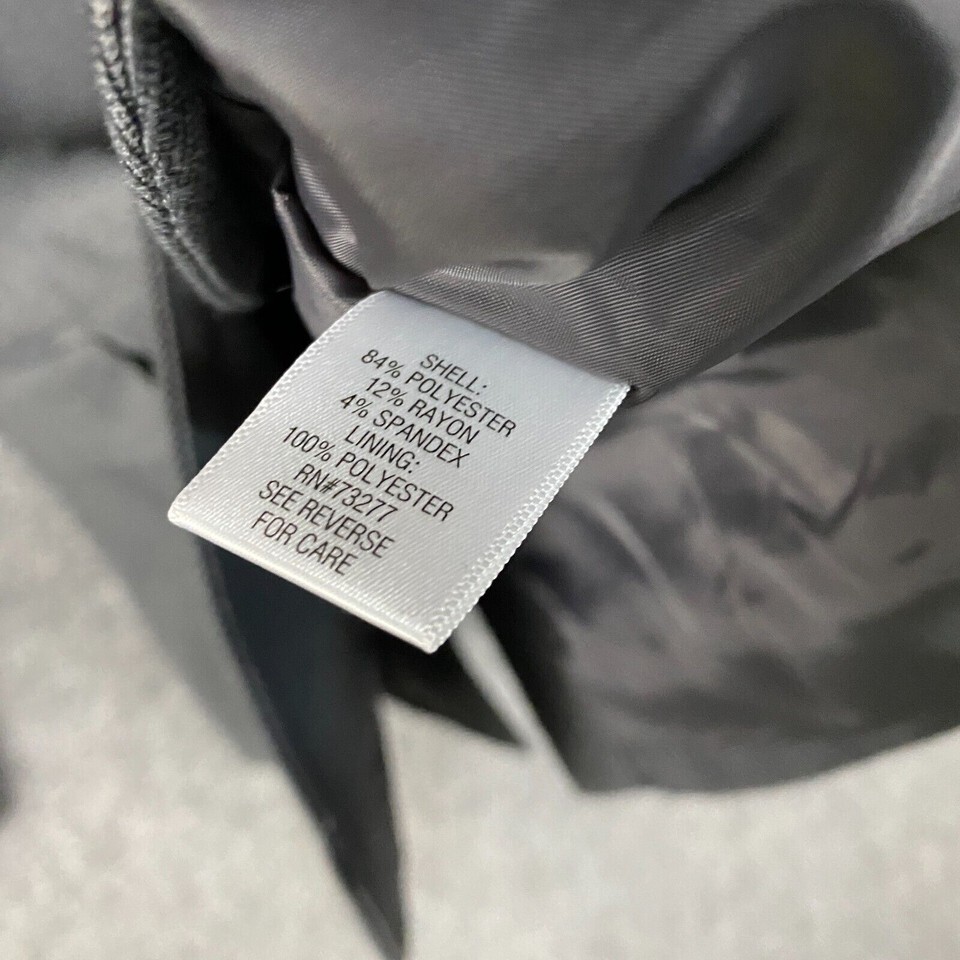 SHELL:
84% POLYESTER
12% RAYON
4% SPANDEX
LINING:
100% POLYESTER
RN#73277
SEE REVERSE
FOR CARE